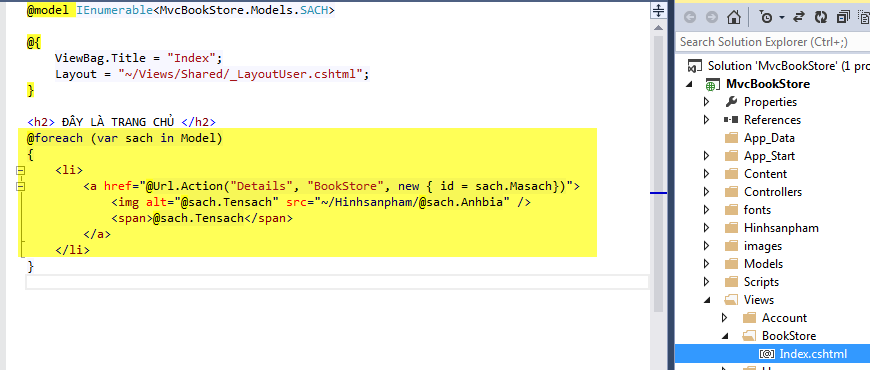 @model IEnumerable<MvcBookStore.Models.SACH>
@{
ViewBag.Title = "Index";
Layout = "~/Views/Shared/_LayoutUser.cshtml";
}
<h2> ĐÂY LÀ TRANG CHỦ </h2>
@foreach (var sach in Model)
{
<li>
<a href="@Url.Action("Details", "BookStore", new { id = sach.Masach})">
<img alt="@sach.Tensach" src="~/Hinhsanpham/@sach.Anhbia" />
<span>@sach.Tensach</span>
</a>
</li>
}
Search Solution Explorer (Ctrl+;)
Solution 'MvcBookStore' (1 pro
MvcBookStore
Properties
References
App_Data
App_Start
Content
Controllers
fonts
Hinhsanpham
images
Models
Scripts
Views
Account
BookStore
Index.cshtml